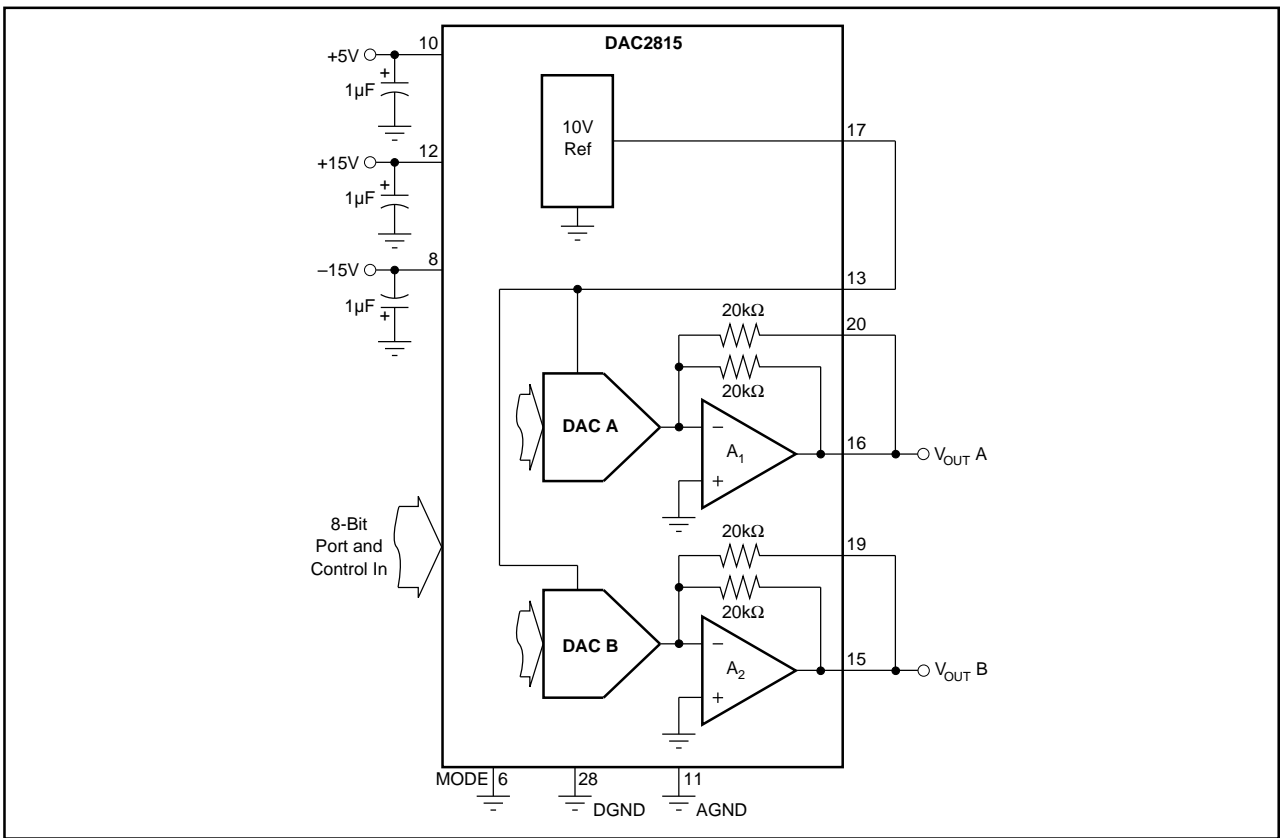 DAC2815
+5V
10
+
1µF
10V
Ref
17
+15V
12
+
1µF
–15V
8
1µF
+
13
20kΩ
20
20kΩ
DAC A
–
A1
+
16
VOUT A
8-Bit
Port and
Control In
20kΩ
19
20kΩ
DAC B
–
A2
+
15
VOUT B
MODE 6
28
DGND
11
AGND